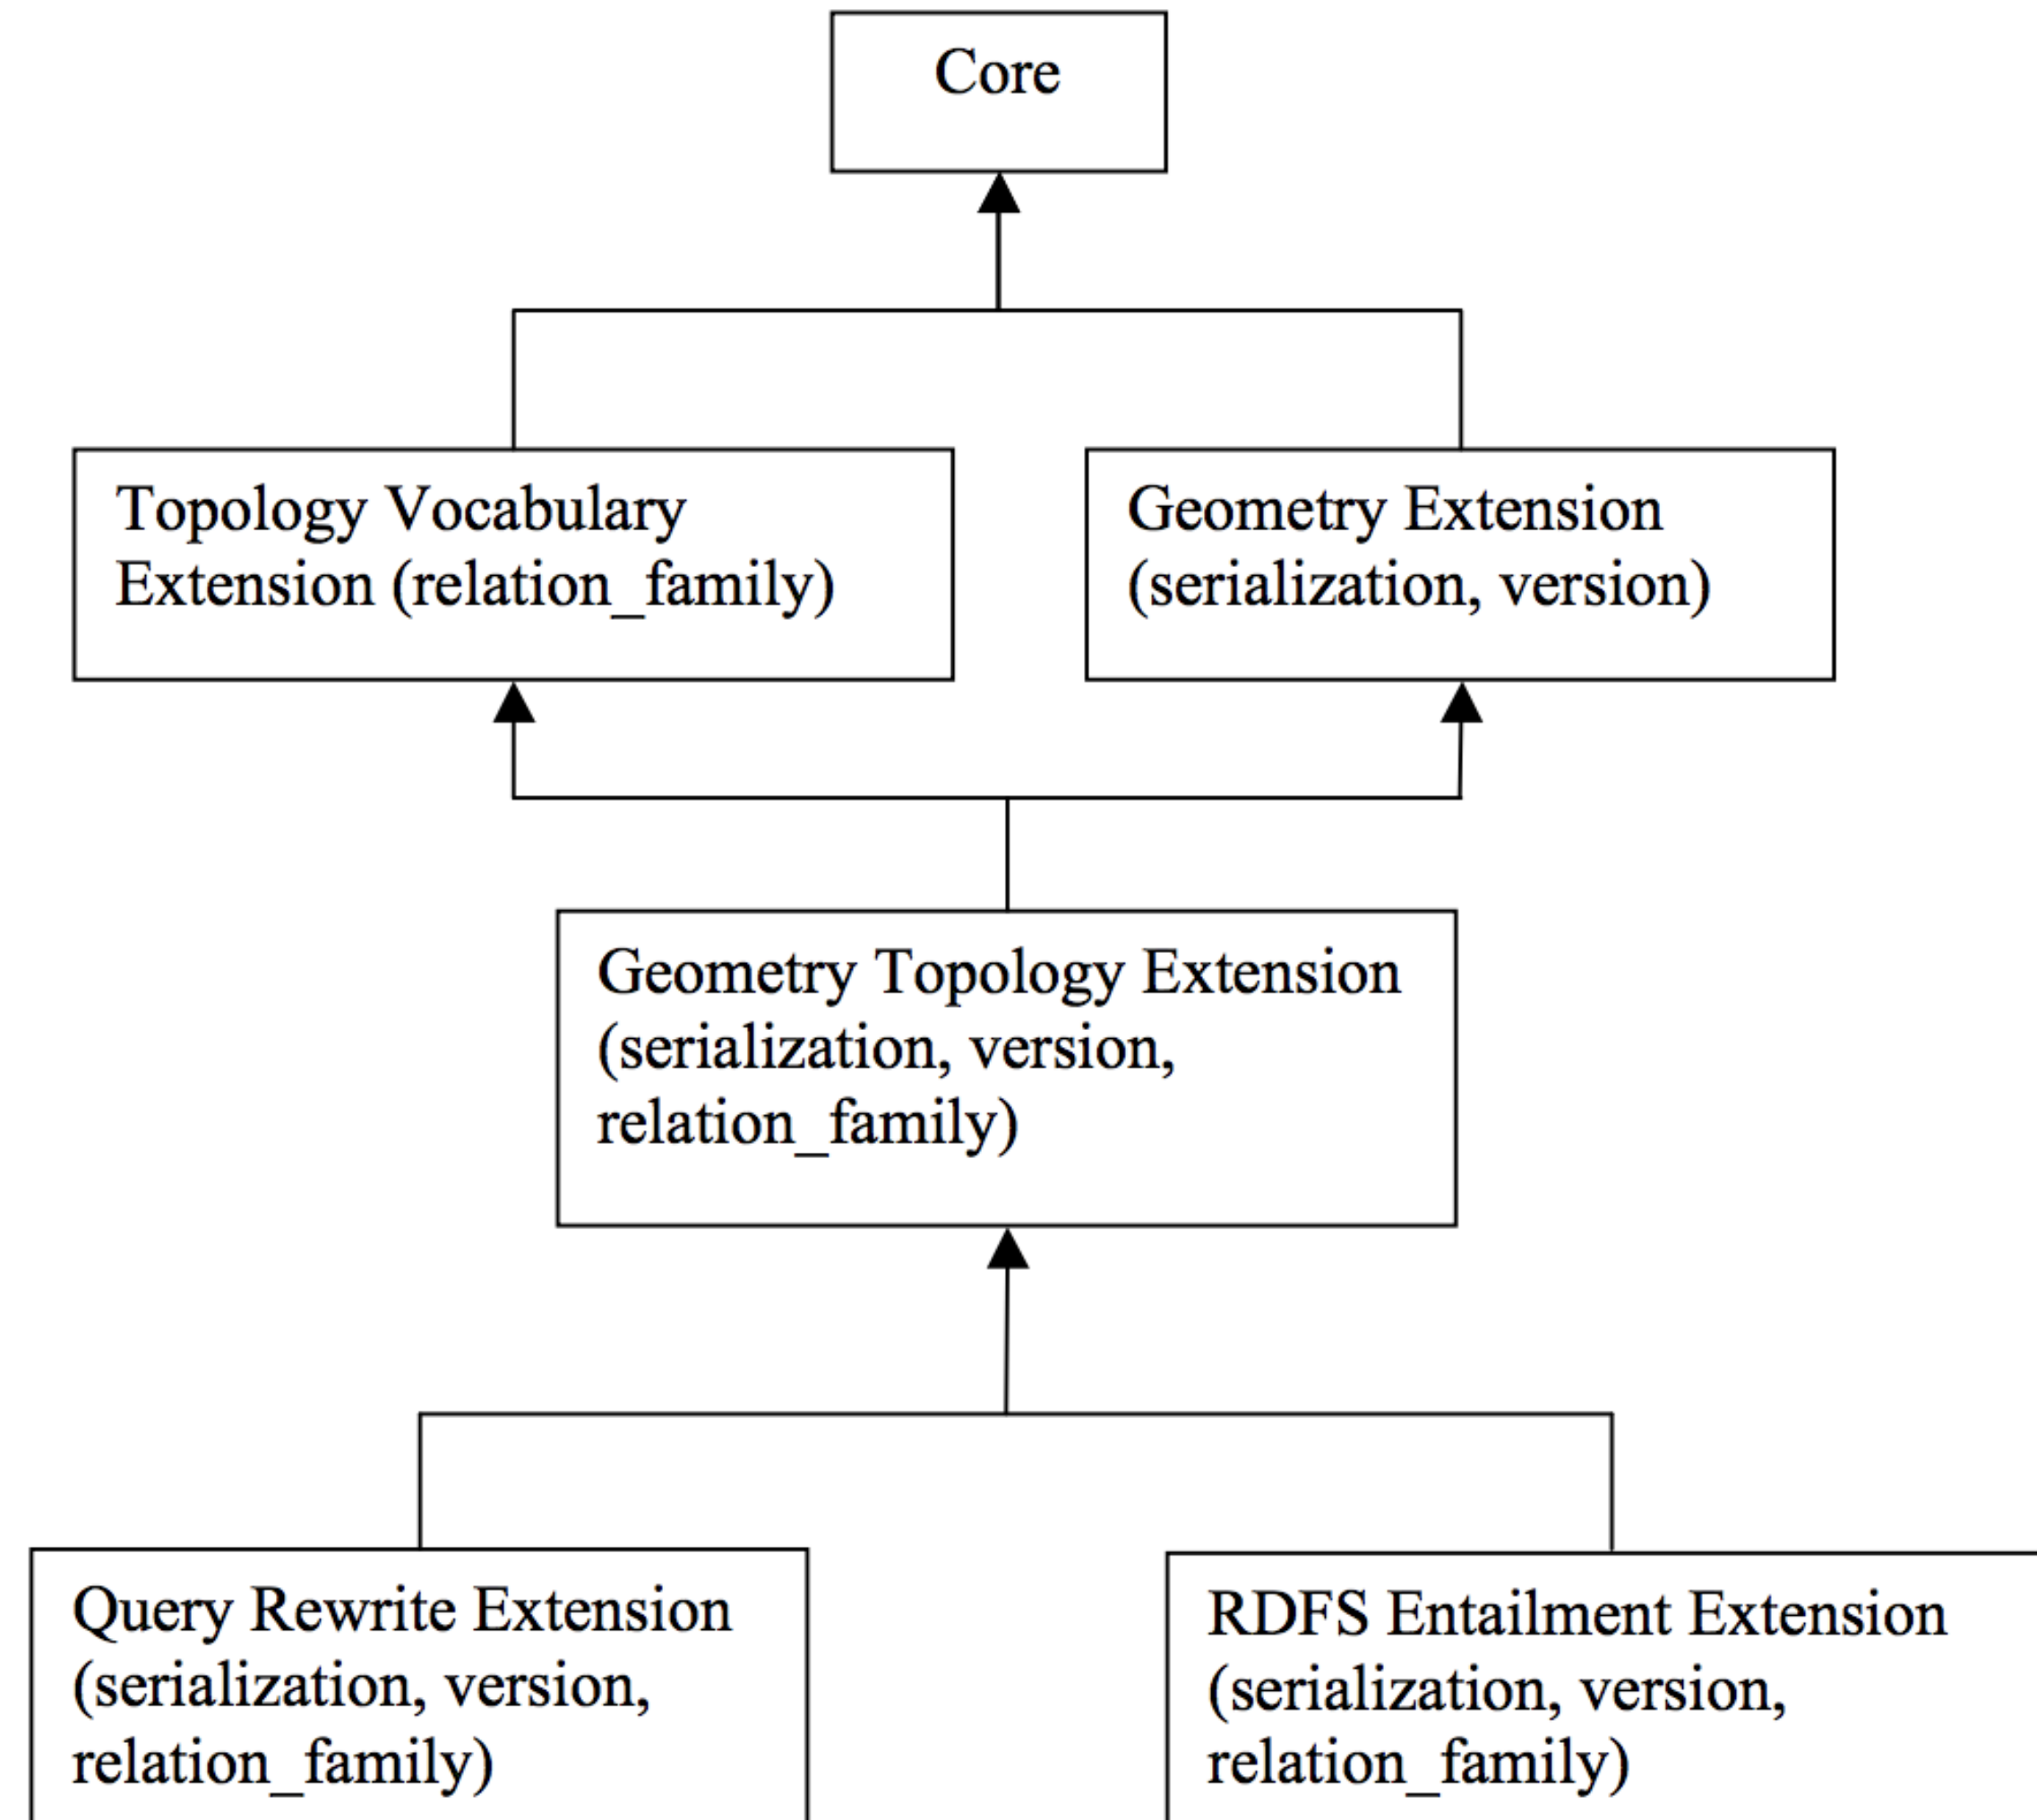 Core
Topology Vocabulary
Extension (relation_family)
Geometry Extension
(serialization, version)
Geometry Topology Extension
(serialization, version,
relation_family)
Query Rewrite Extension
(serialization, version,
relation_family)
RDFS Entailment Extension
(serialization, version,
relation_family)